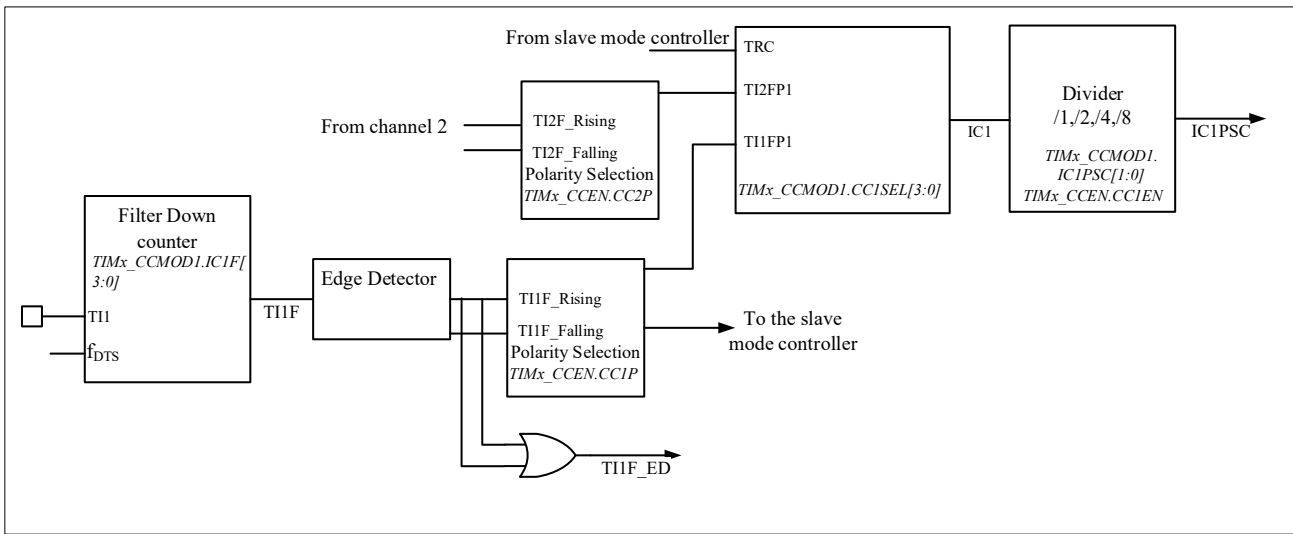 From slave mode controller
TRC
TI2FP1
TI1FP1
TIMx_CCMOD1.CC1SEL[3:0]
IC1
Divider
/1,/2,/4,/8
TIMx_CCMOD1.
IC1PSC[1:0]
TIMx_CCEN.CC1EN
IC1PSC
From channel 2
TI2F_Rising
TI2F_Falling
Polarity Selection
TIMx_CCEN.CC2P
Filter Down
counter
TIMx_CCMOD1.IC1F[
3:0]
TI1
fDTS
TI1F
Edge Detector
TI1F_Rising
TI1F_Falling
Polarity Selection
TIMx_CCEN.CC1P
To the slave
mode controller
TI1F_ED